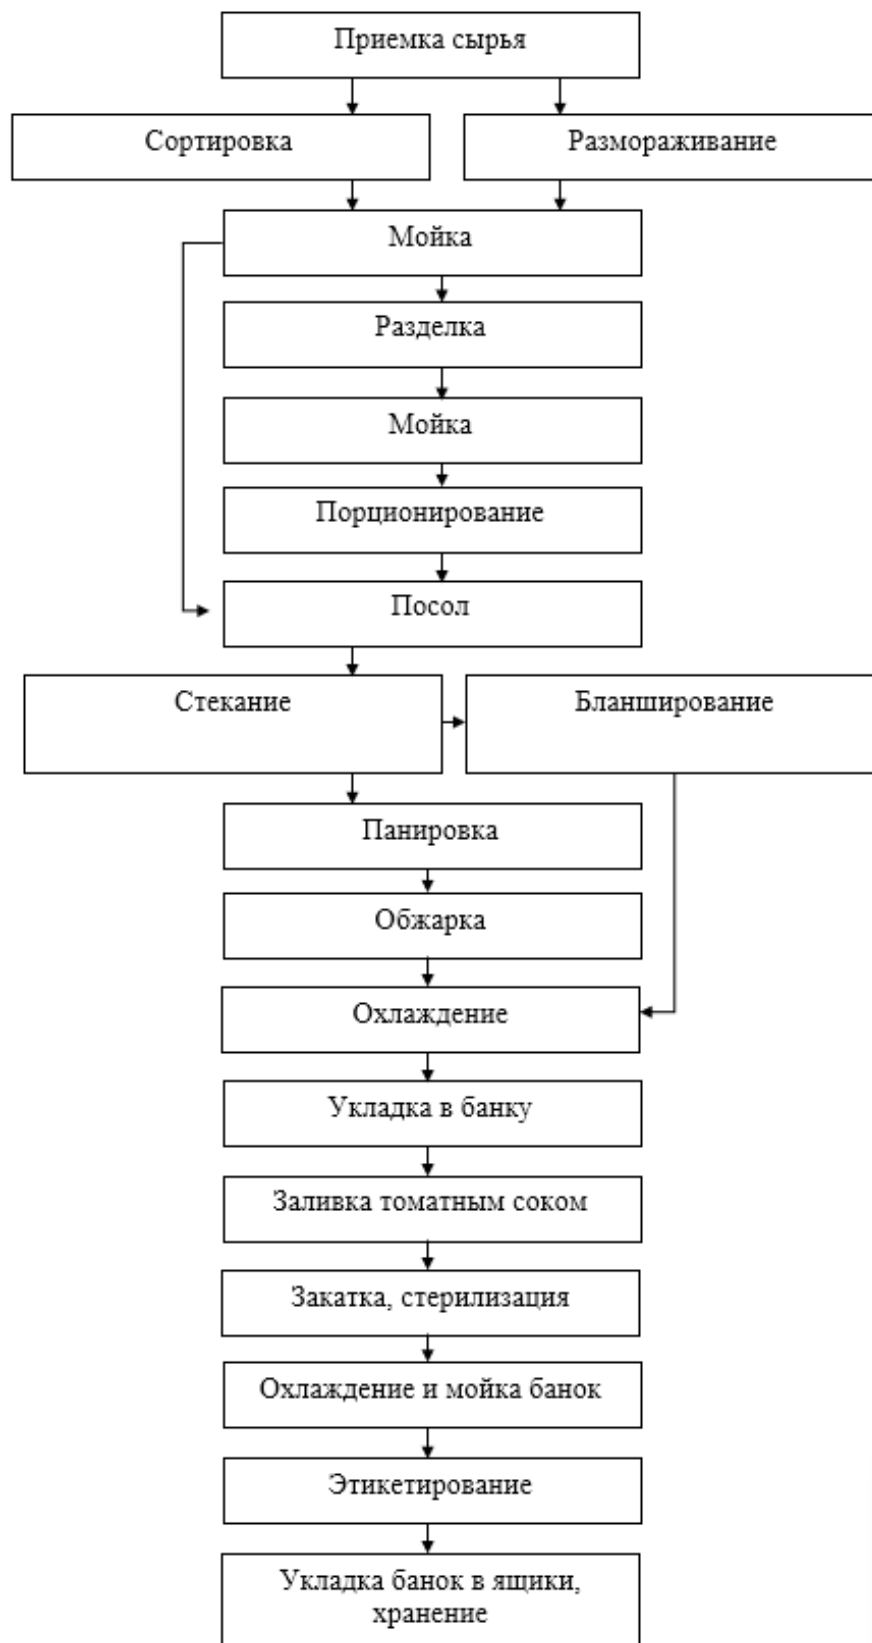 Приемка сырья
Сортировка
Размораживание
Мойка
Разделка
Мойка
Порционирование
Посол
Стекание
Бланширование
Панировка
Обжарка
Охлаждение
Укладка в банку
Заливка томатным соком
Закатка, стерилизация
Охлаждение и мойка банок
Этикетирование
Укладка банок в ящики,
хранение